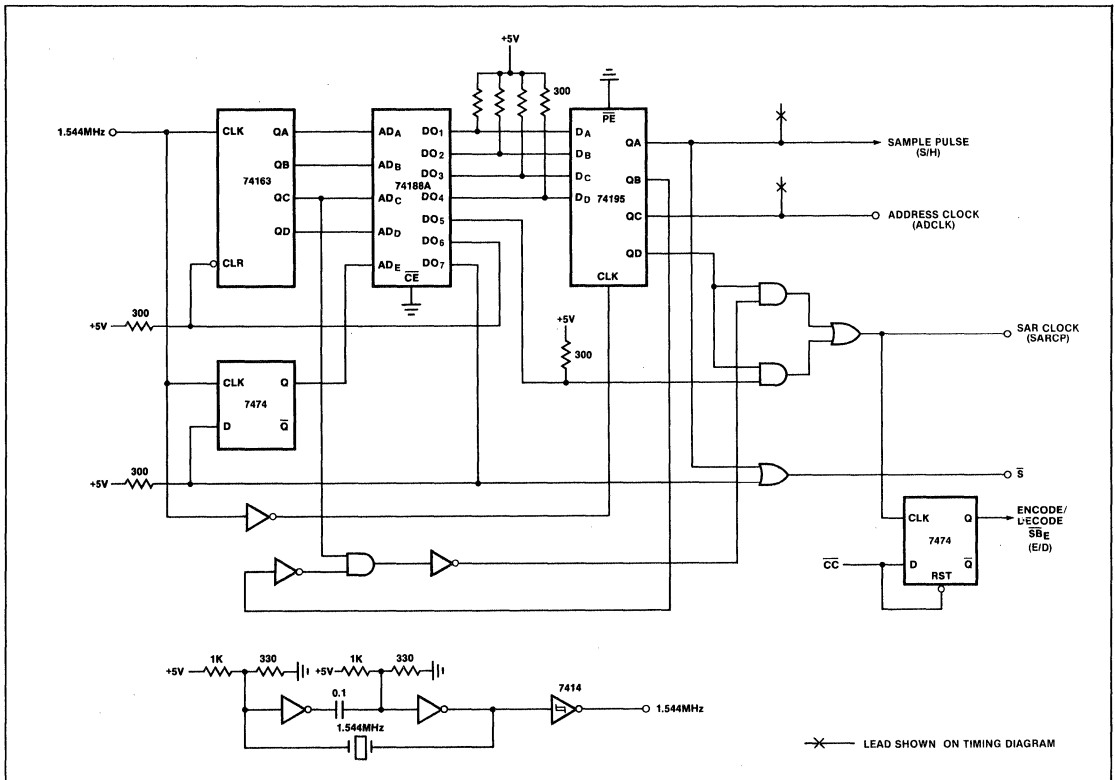 +5V
300
1.544MHz
CLK QA
QB
74163
QC
QD
CLR
ADA DO1
ADB DO2
74188A DO3
ADC DO4
DO5
ADD DO6
ADE DO7
CE
PE
DA QA
DB
QB
DC
DD 74195
QC
QD
CLK
SAMPLE PULSE
(S/H)
ADDRESS CLOCK
(ADCLK)
+5V
300
+5V
300
SAR CLOCK
(SARCP)
CLK Q
7474
D Q
+5V
300
S
CLK Q
7474
D Q
RST
CC
ENCODE/
DECODE
SBE
(E/D)
1K 330 1K 330
+5V +5V
0.1
7414
1.544MHz
1.544MHz
LEAD SHOWN ON TIMING DIAGRAM